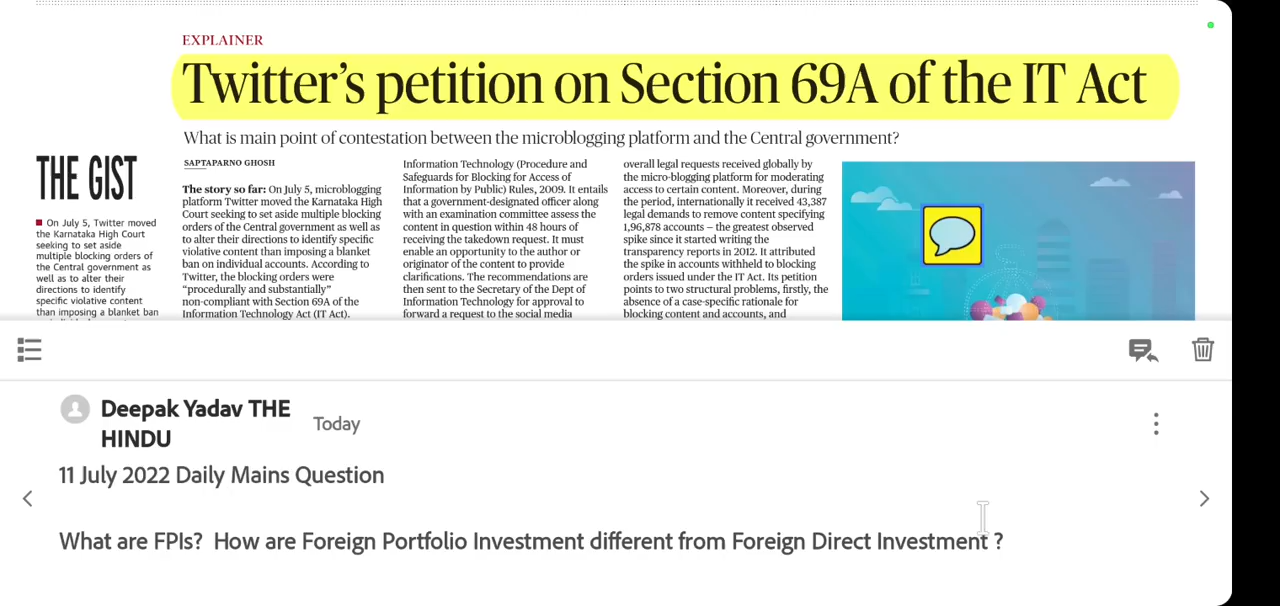 EXPLAINER
Twitter's petition on Section 69A of the IT Act
What is main point of contestation between the microblogging platform and the Central government?
THE GIST
On July 5, Twitter moved
the Karnataka High Court
seeking to set aside
multiple blocking orders of
the Central government as
well as to alter their
directions to identify
specific violative content
than imposing a blanket ban
SAPTAPARNO GHOSH
The story so far: On July 5, microblogging
platform Twitter moved the Karnataka High
Court seeking to set aside multiple blocking
orders of the Central government as well as
to alter their directions to identify specific
violative content than imposing a blanket
ban on individual accounts. According to
Twitter, the blocking orders were
“procedurally and substantially”
non-compliant with Section 69A of the
Information Technology Act (IT Act).
Information Technology (Procedure and
Safeguards for Blocking for Access of
Information by Public) Rules, 2009. It entails
that a government-designated officer along
with an examination committee assess the
content in question within 48 hours of
receiving the takedown request. It must
enable an opportunity to the author or
originator of the content to provide
clarifications. The recommendations are
then sent to the Secretary of the Dept of
Information Technology for approval to
forward a request to the social media
overall legal requests received globally by
the micro-blogging platform for moderating
access to certain content. Moreover, during
the period, internationally it received 43,387
legal demands to remove content specifying
1,96,878 accounts – the greatest observed
spike since it started writing the
transparency reports in 2012. It attributed
the spike in accounts withheld to blocking
orders issued under the IT Act. Its petition
points to two structural problems, firstly, the
absence of a case-specific rationale for
blocking content and accounts, and
Deepak Yadav THE
HINDU
Today
11 July 2022 Daily Mains Question
What are FPIs? How are Foreign Portfolio Investment different from Foreign Direct Investment ?